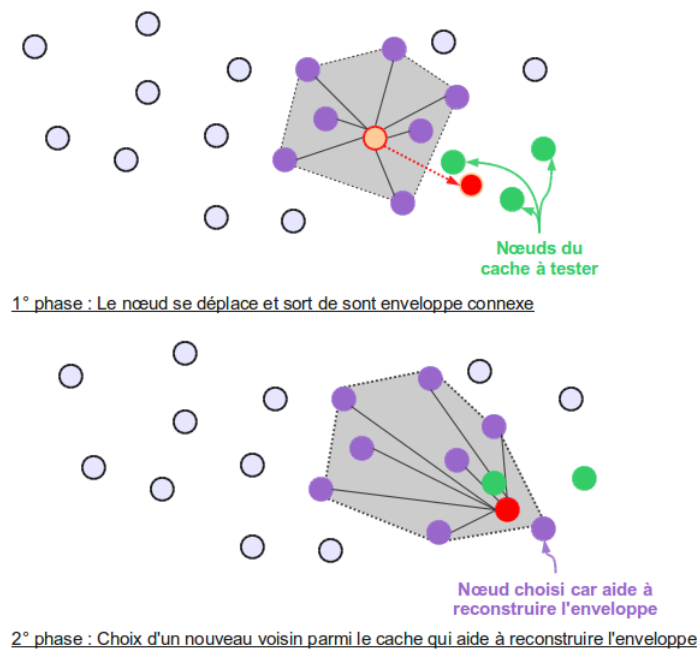 Nœuds du
cache à tester
1° phase : Le nœud se déplace et sort de sont enveloppe connexe
Nœud choisi car aide à
reconstruire l'enveloppe
2° phase : Choix d'un nouveau voisin parmi le cache qui aide à reconstruire l'enveloppe